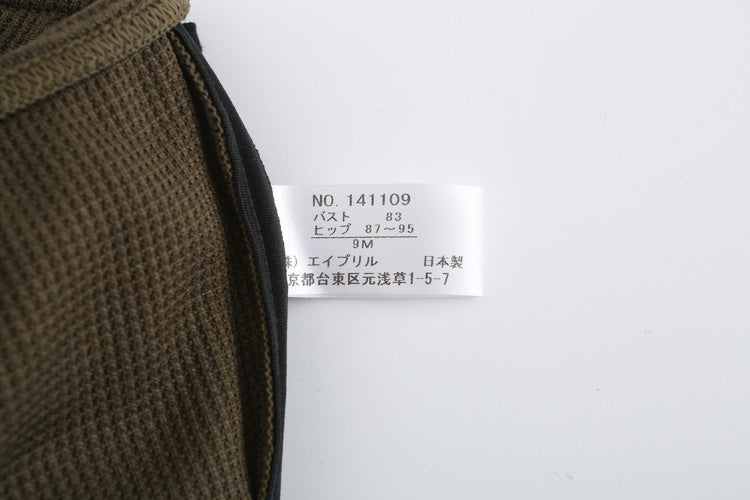 NO. 141109
バスト 83
ヒップ 87〜95
9M
株) エイプリル 日本製
京都台東区元浅草1-5-7